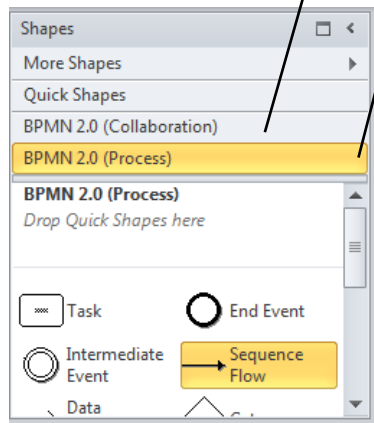 Shapes
More Shapes
Quick Shapes
BPMN 2.0 (Collaboration)
BPMN 2.0 (Process)
BPMN 2.0 (Process)
Drop Quick Shapes here
Task
End Event
Intermediate
Event
Sequence
Flow
Data